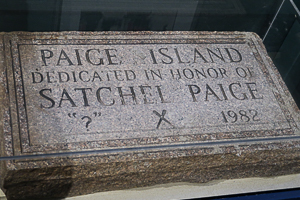 PAIGE ISLAND
DEDICATED IN HONOR OF
SATCHEL PAIGE
"?" X 1982